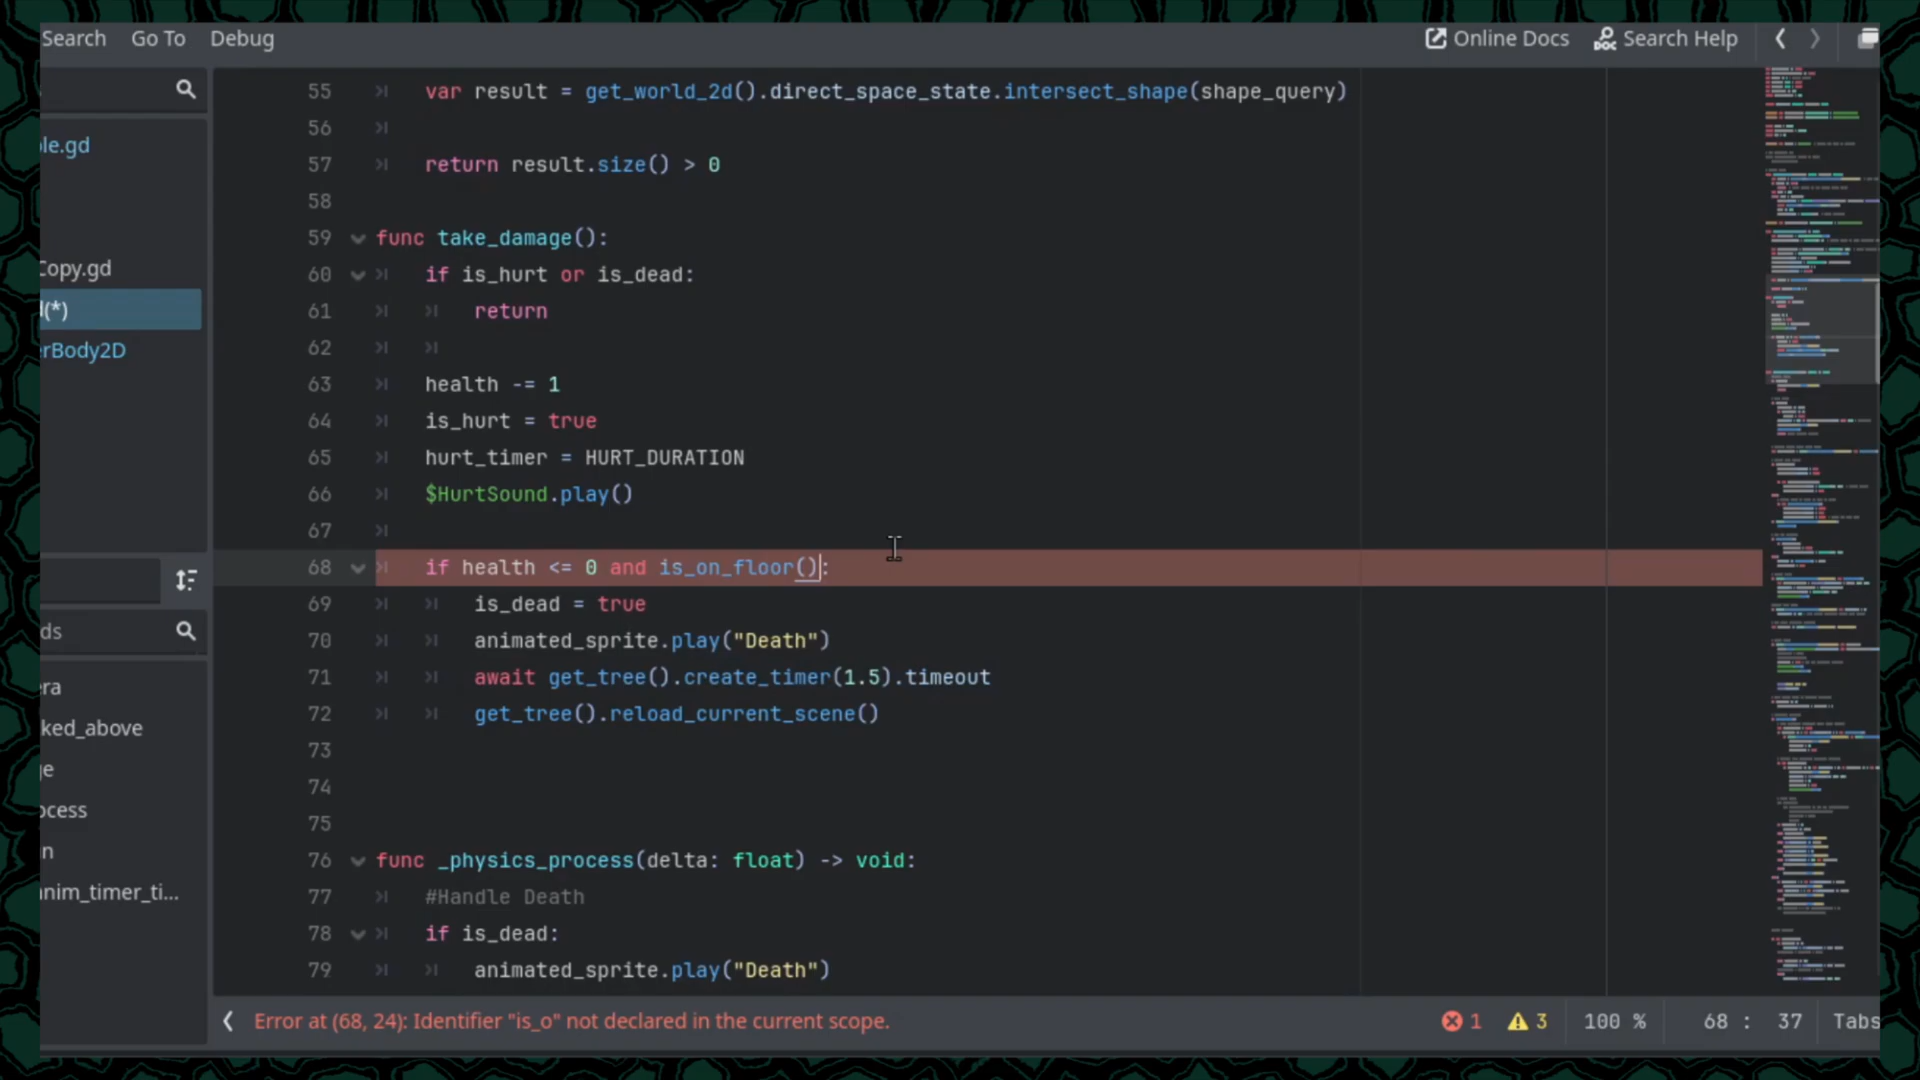 Search Go To Debug Online Docs Search Help
le.gd
Copy.gd
(*)
rBody2D
ds
ra
ked_above
ge
ocess
n
nim_timer_ti...
55 var result = get_world_2d().direct_space_state.intersect_shape(shape_query)
56
57 return result.size() > 0
58
59 func take_damage():
60 if is_hurt or is_dead:
61 return
62
63 health -= 1
64 is_hurt = true
65 hurt_timer = HURT_DURATION
66 $HurtSound.play()
67
68 if health <= 0 and is_on_floor():
69 is_dead = true
70 animated_sprite.play("Death")
71 await get_tree().create_timer(1.5).timeout
72 get_tree().reload_current_scene()
73
74
75
76 func _physics_process(delta: float) -> void:
77 #Handle Death
78 if is_dead:
79 animated_sprite.play("Death")
Error at (68, 24): Identifier "is_o" not declared in the current scope. 1 3 100 % 68 : 37 Tabs